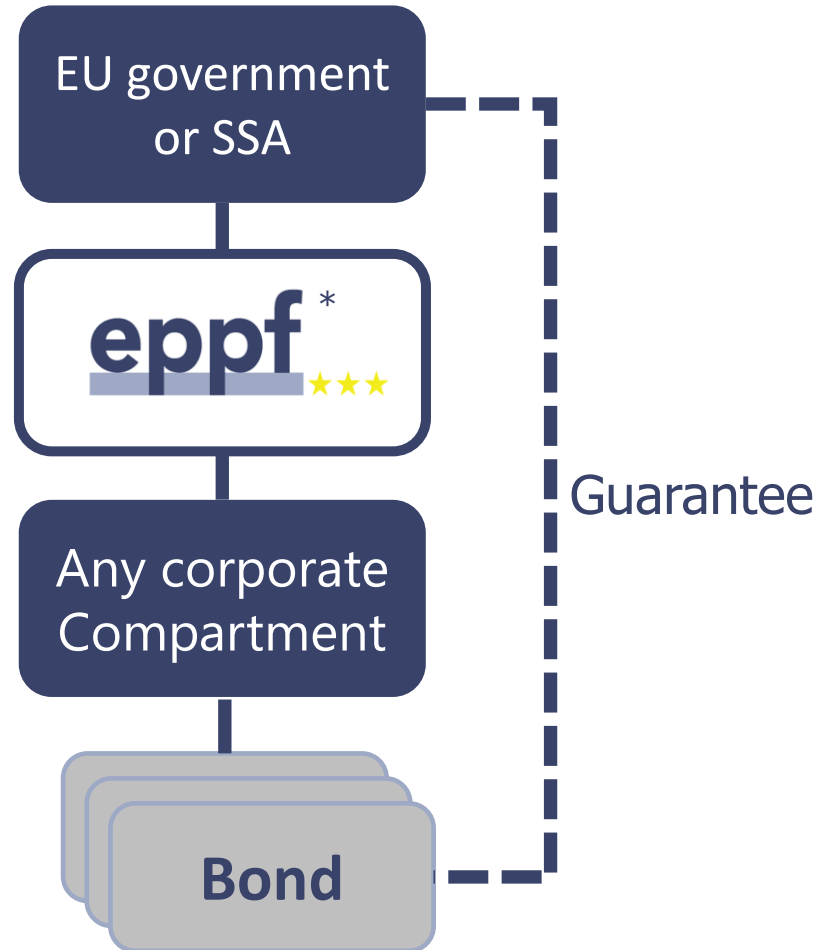 EU government
or SSA
eppf*
Guarantee
Any corporate
Compartment
Bond